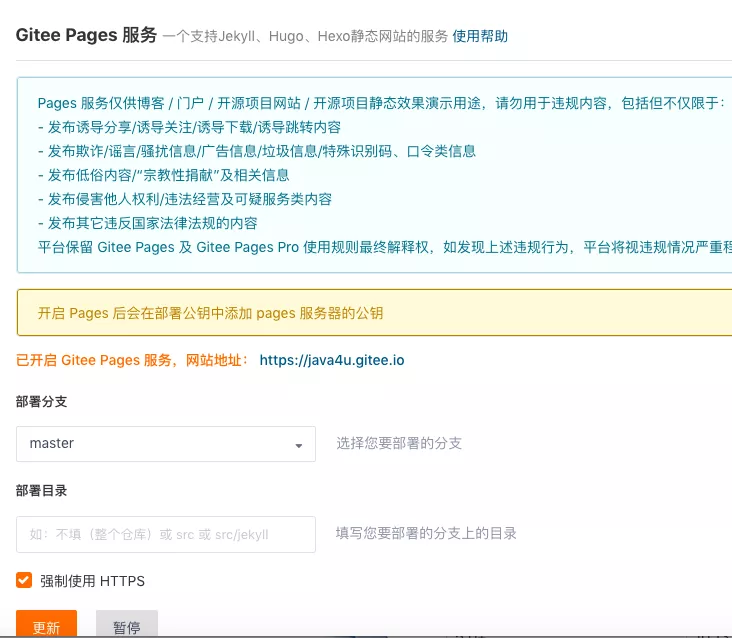 Gitee Pages 服务 一个支持Jekyll、Hugo、Hexo静态网站的服务 使用帮助
Pages 服务仅供博客 / 门户 / 开源项目网站 / 开源项目静态效果演示用途，请勿用于违规内容，包括但不仅限于：
- 发布诱导分享/诱导关注/诱导下载/诱导跳转内容
- 发布欺诈/谣言/骚扰信息/广告信息/垃圾信息/特殊识别码、口令类信息
- 发布低俗内容/“宗教性捐献”及相关信息
- 发布侵害他人权利/违法经营及可疑服务类内容
- 发布其它违反国家法律法规的内容
平台保留 Gitee Pages 及 Gitee Pages Pro 使用规则最终解释权，如发现上述违规行为，平台将视违规情况严重程
开启 Pages 后会在部署公钥中添加 pages 服务器的公钥
已开启 Gitee Pages 服务，网站地址： https://java4u.gitee.io
部署分支
master 选择您要部署的分支
部署目录
如：不填（整个仓库）或 src 或 src/jekyll 填写您要部署的分支上的目录
强制使用 HTTPS
更新 暂停